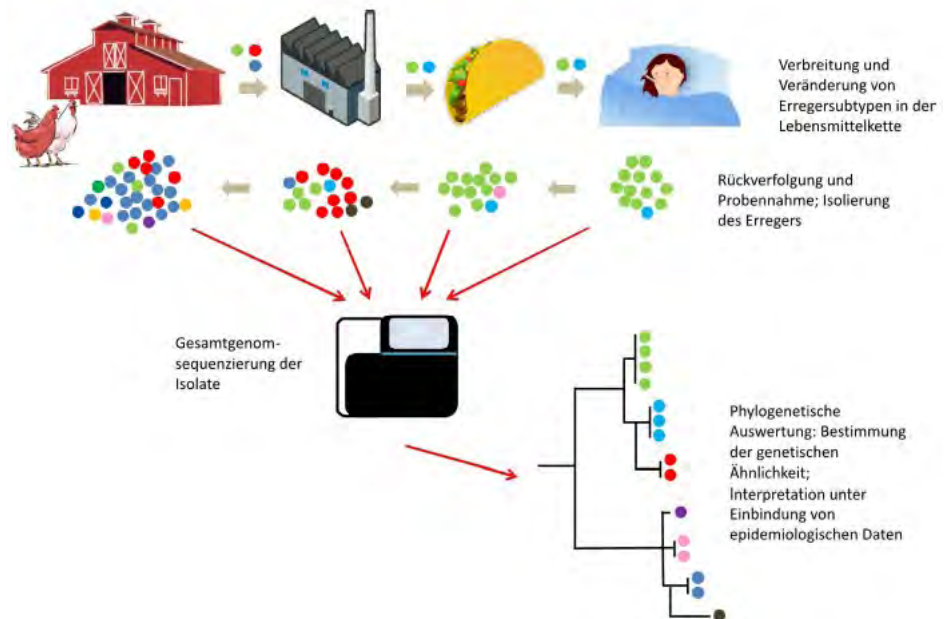 Verbreitung und
Veränderung von
Erregersubtypen in der
Lebensmittelkette
Rückverfolgung und
Probennahme; Isolierung
des Erregers
Gesamtgenom-
sequenzierung der
Isolate
Phylogenetische
Auswertung: Bestimmung
der genetischen
Ähnlichkeit;
Interpretation unter
Einbindung von
epidemiologischen Daten